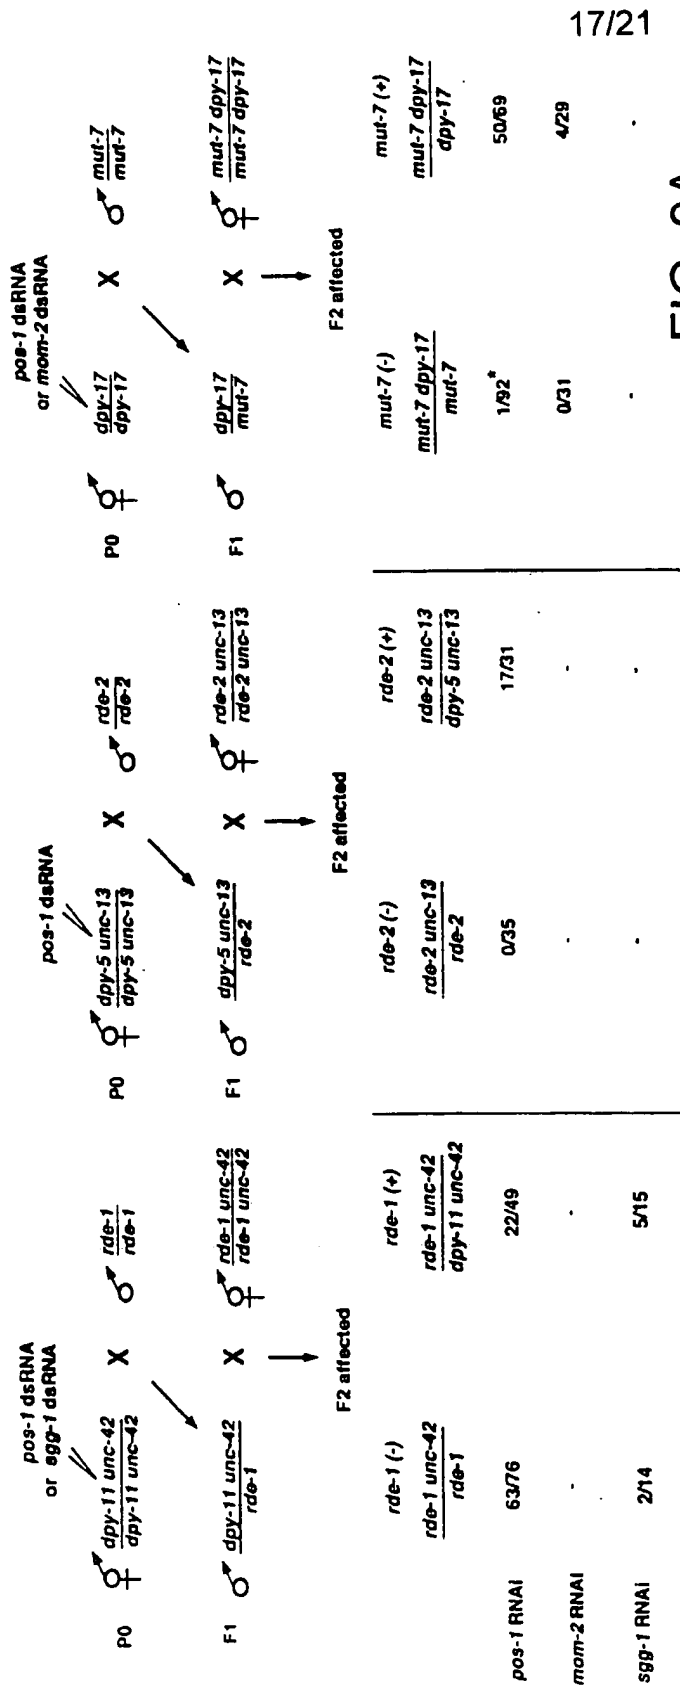 17/21
pos-1 dsRNA
or sgg-1 dsRNA
P0 dpy-11 unc-42 X rde-1
dpy-11 unc-42 rde-1
F1 dpy-11 unc-42 X rde-1 unc-42
rde-1 rde-1 unc-42
F2 affected
pos-1 dsRNA
P0 dpy-5 unc-13 X rde-2
dpy-5 unc-13 rde-2
F1 dpy-5 unc-13 X rde-2 unc-13
rde-2 rde-2 unc-13
F2 affected
pos-1 dsRNA
or mom-2 dsRNA
P0 dpy-17 X mut-7
dpy-17 mut-7
F1 dpy-17 X mut-7 dpy-17
mut-7 mut-7 dpy-17
F2 affected
rde-1 (-) rde-1 (+) rde-2 (-) rde-2 (+) mut-7 (-) mut-7 (+)
rde-1 unc-42 rde-1 unc-42 rde-2 unc-13 rde-2 unc-13 mut-7 dpy-17 mut-7 dpy-17
rde-1 dpy-11 unc-42 rde-2 dpy-5 unc-13 mut-7 dpy-17
pos-1 RNAi 63/76 22/49 0/35 17/31 1/92* 50/69
mom-2 RNAi - - - - 0/31 4/29
sgg-1 RNAi 2/14 5/15 - - - -